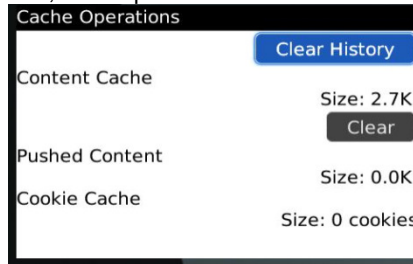 Cache Operations
Clear History
Content Cache
Size: 2.7K
Clear
Pushed Content
Size: 0.0K
Cookie Cache
Size: 0 cookies